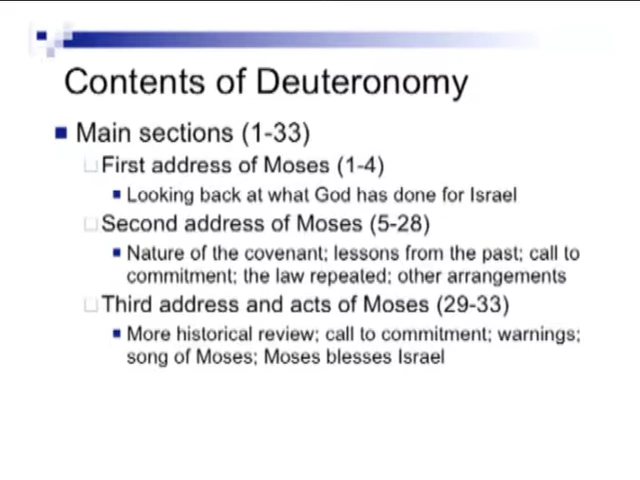 Contents of Deuteronomy
Main sections (1-33)
First address of Moses (1-4)
Looking back at what God has done for Israel
Second address of Moses (5-28)
Nature of the covenant; lessons from the past; call to
commitment; the law repeated; other arrangements
Third address and acts of Moses (29-33)
More historical review; call to commitment; warnings;
song of Moses; Moses blesses Israel